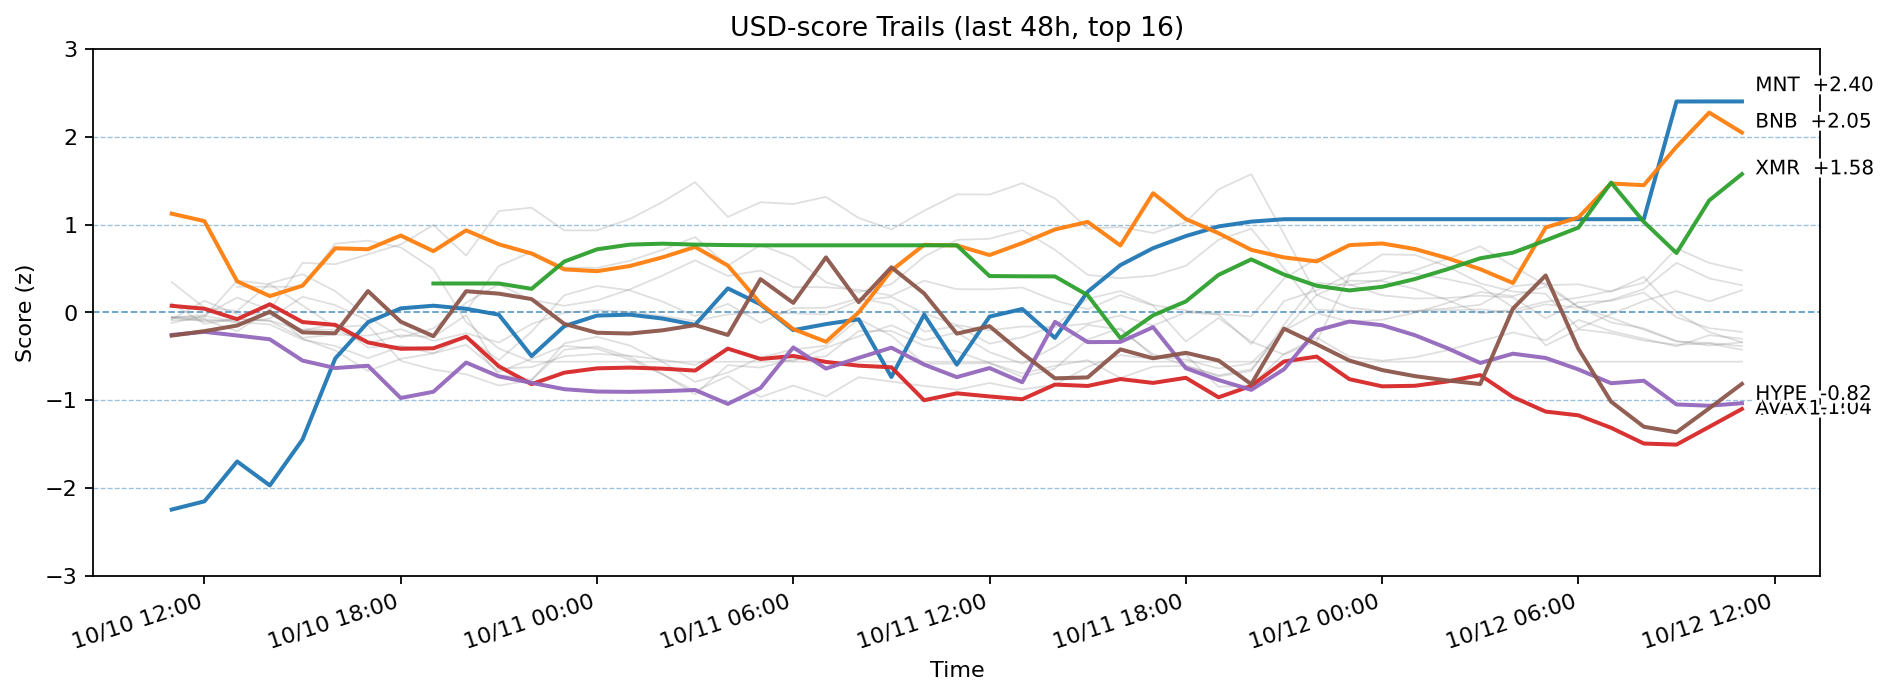 USD-score Trails (last 48h, top 16)
3
2
1
0
−1
−2
−3
Score (z)
MNT +2.40
BNB +2.05
XMR +1.58
HYPE -0.82
AVAX
10/10 12:00
10/10 18:00
10/11 00:00
10/11 06:00
10/11 12:00
10/11 18:00
10/12 00:00
10/12 06:00
10/12 12:00
Time